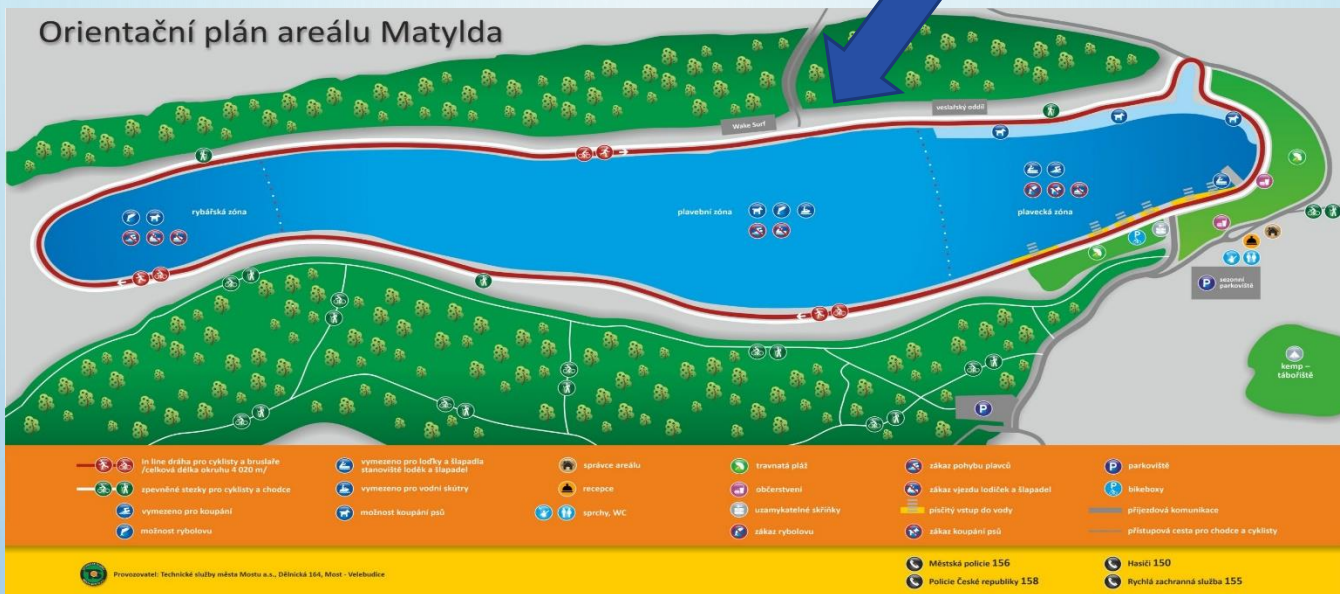 Orientační plán areálu Matylda
Wake Surf
veslařský oddíl
rybářská zóna
plavební zóna
plavecká zóna
P
P
sezonní
parkoviště
kemp –
tábořiště
P
in line dráha pro cyklisty a bruslaře
/celková délka okruhu 4 020 m/
zpevněné stezky pro cyklisty a chodce
vymezeno pro koupání
možnost rybolovu
vymezeno pro loďky a šlapadla
stanoviště loděk a šlapadel
vymezeno pro vodní skútry
možnost koupání psů
správce areálu
recepce
sprchy, WC
travnatá pláž
občerstvení
uzamykatelné skříňky
zákaz rybolovu
zákaz pohybu plavců
zákaz vjezdu lodiček a šlapadel
písčitý vstup do vody
zákaz koupání psů
P parkoviště
P bikeboxy
příjezdová komunikace
přístupová cesta pro chodce a cyklisty
Provozovatel: Technické služby města Mostu a.s., Dělnická 164, Most - Velebudice
Městská policie 156
Policie České republiky 158
Hasiči 150
Rychlá zachranná služba 155